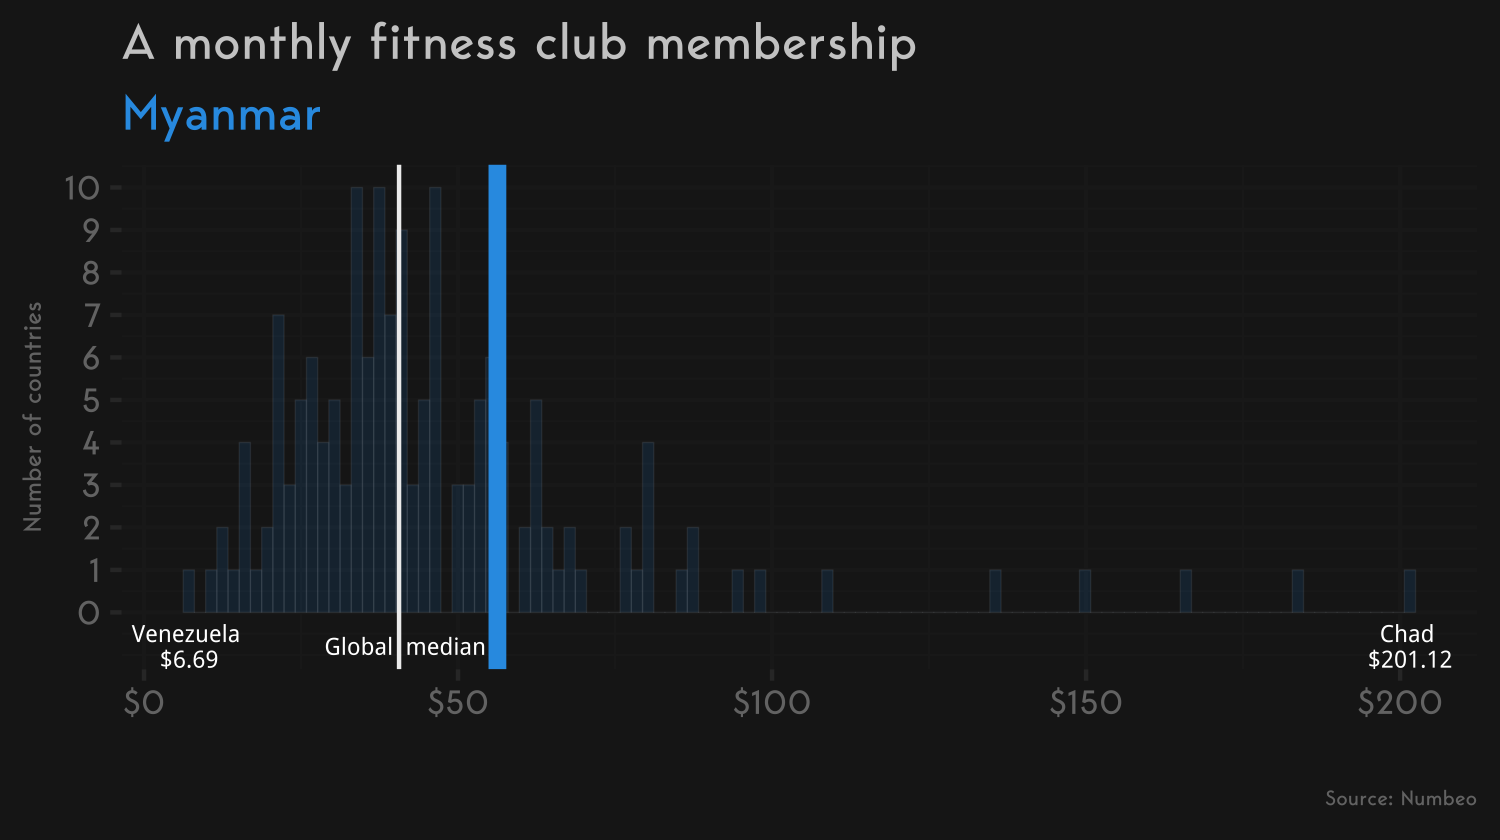 A monthly fitness club membership
Myanmar
Number of countries
10
9
8
7
6
5
4
3
2
1
0
Venezuela
$6.69
Global median
Chad
$201.12
$0 $50 $100 $150 $200
Source: Numbeo